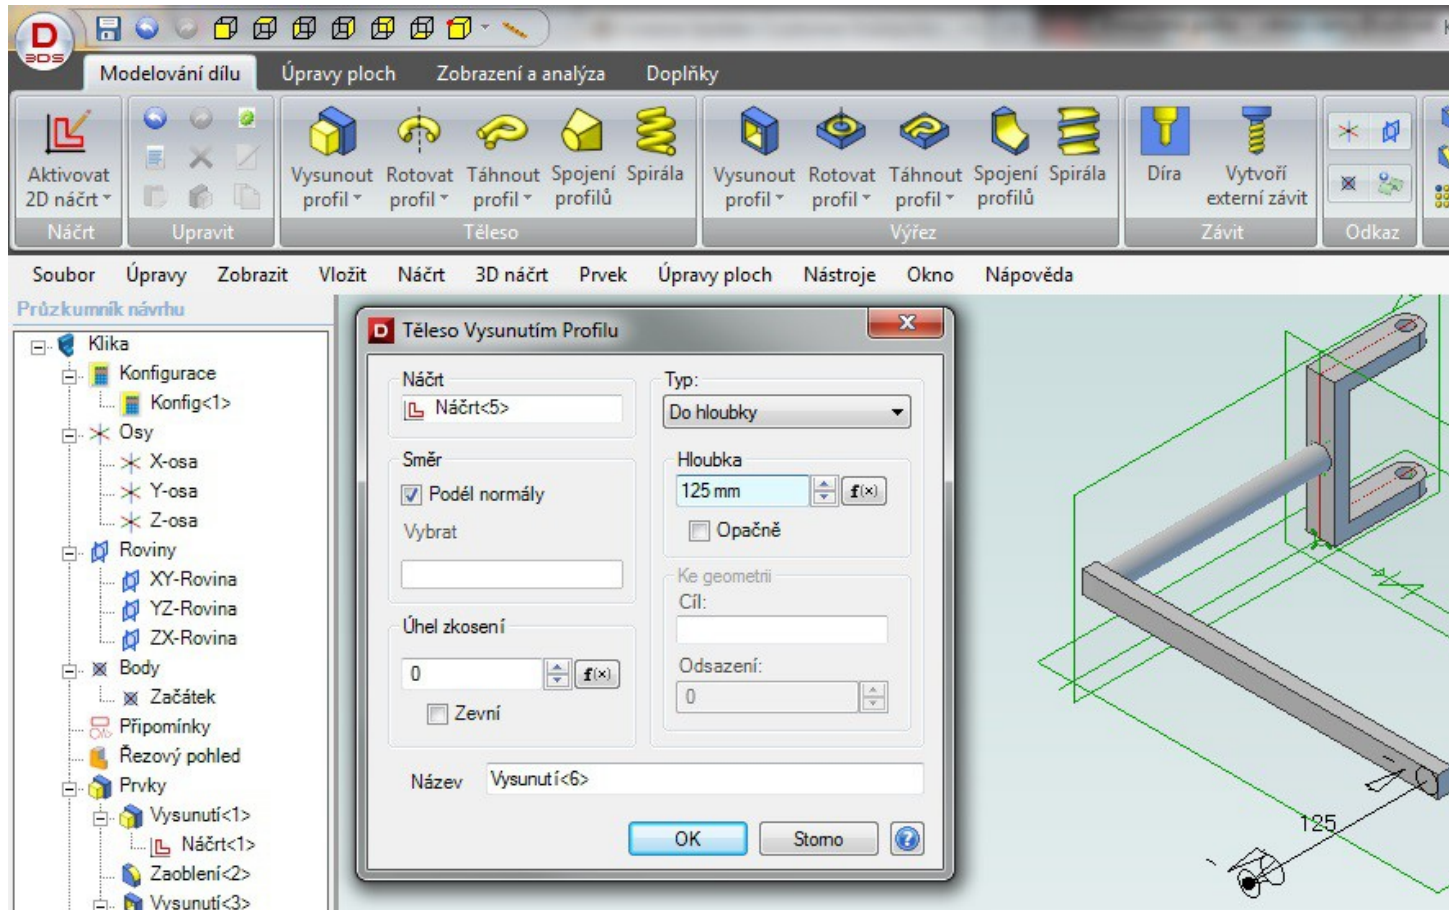 D
3DS
K
Modelování dílu Úpravy ploch Zobrazení a analýza Doplňky
Aktivovat
2D náčrt
Náčrt
Upravit
Vysunout
profil
Rotovat
profil
Táhnout
profil
Spojení
profilů
Spirála
Těleso
Vysunout
profil
Rotovat
profil
Táhnout
profil
Spojení
profilů
Spirála
Výřez
Díra
Vytvoří
externí závit
Závit
Odkaz
Soubor Úpravy Zobrazit Vložit Náčrt 3D náčrt Prvek Úpravy ploch Nástroje Okno Nápověda
Průzkumník návrhu
Klika
Konfigurace
Konfig<1>
Osy
X-osa
Y-osa
Z-osa
Roviny
XY-Rovina
YZ-Rovina
ZX-Rovina
Body
Začátek
Připomínky
Řezový pohled
Prvky
Vysunutí<1>
Náčrt<1>
Zaoblení<2>
Vysunutí<3>
D Těleso Vysunutím Profilu
Náčrt
Náčrt<5>
Směr
Podél normály
Vybrat
Úhel zkosení
0 f(x)
Zevní
Typ:
Do hloubky
Hloubka
125 mm f(x)
Opačně
Ke geometrii
Cíl:
Odsazení:
0
Název Vysunutí<6>
OK Storno ?
125